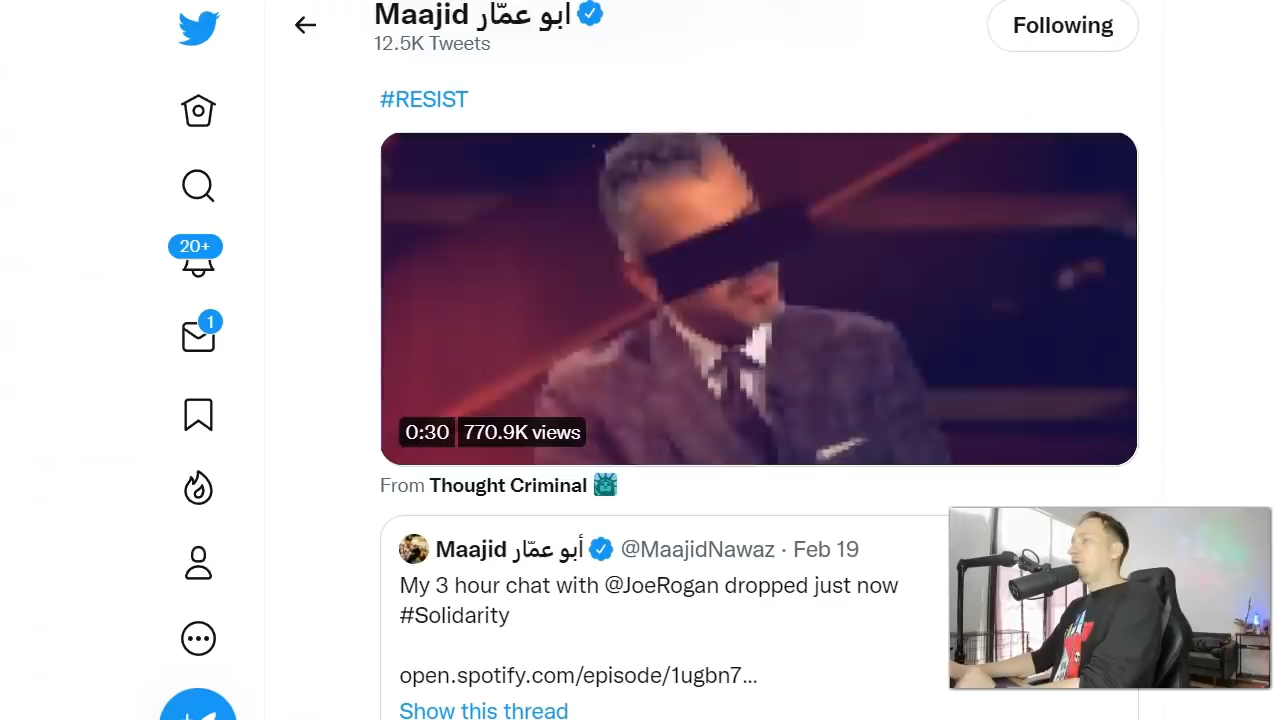 Maajid أبو عمّار
12.5K Tweets
Following
#RESIST
20+
1
0:30 770.9K views
From Thought Criminal
Maajid أبو عمّار @MaajidNawaz · Feb 19
My 3 hour chat with @JoeRogan dropped just now
#Solidarity
open.spotify.com/episode/1ugbn7...
Show this thread